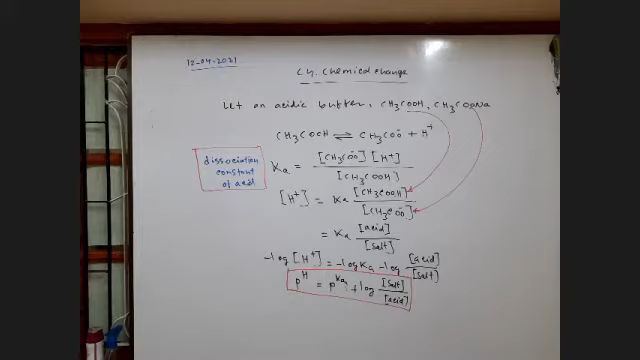 12-04-2021
C4. Chemical change
Let an acidic buffer, CH3COOH, CH3COONa
CH3COOH ⇌ CH3COO⁻ + H⁺
dissociation
constant
of acid
Ka = [CH3COO⁻] [H⁺] / [CH3COOH]
[H⁺] = Ka [CH3COOH] / [CH3COO⁻]
= Ka [acid] / [salt]
-log [H⁺] = -log Ka - log [acid] / [salt]
pH = pKa + log [salt] / [acid]